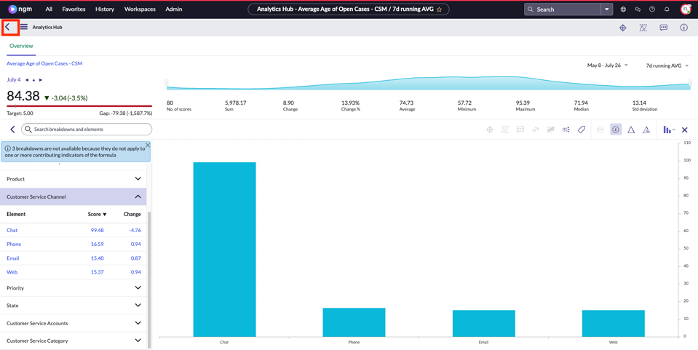 ngm All Favorites History Workspaces Admin Analytics Hub - Average Age of Open Cases - CSM / 7d running AVG Search
Analytics Hub
Overview
Average Age of Open Cases - CSM
May 8 - July 26 7d running AVG
July 4
84.38 -3.04 (-3.5%)
Target: 5.00 Gap: -79.38 (-1,587.7%)
80 5,978.17 8.90 13.93% 74.73 57.72 95.39 71.94 13.14
No. of scores Sum Change Change % Average Minimum Maximum Median Std deviation
Search breakdowns and elements
3 breakdowns are not available because they do not apply to
one or more contributing indicators of the formula
Product
Customer Service Channel
Element Score Change
Chat 99.48 -4.76
Phone 16.59 0.94
Email 15.40 0.87
Web 15.37 0.94
Priority
State
Customer Service Accounts
Customer Service Category
110
100
90
80
70
60
50
40
30
20
10
0
Chat Phone Email Web